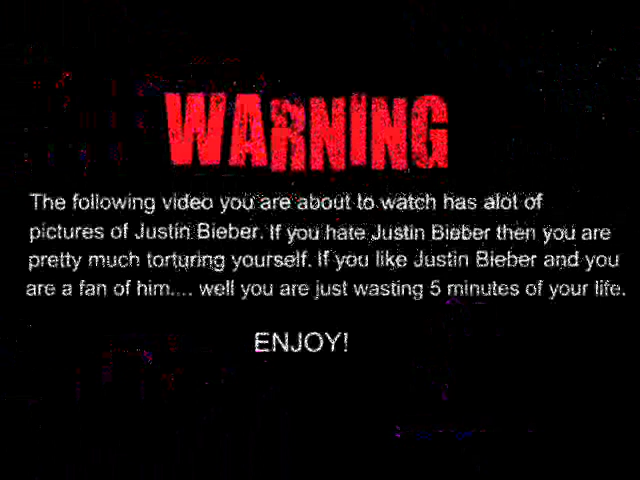 WARNING
The following video you are about to watch has alot of
pictures of Justin Bieber. If you hate Justin Bieber then you are
pretty much torturing yourself. If you like Justin Bieber and you
are a fan of him.... well you are just wasting 5 minutes of your life.
ENJOY!